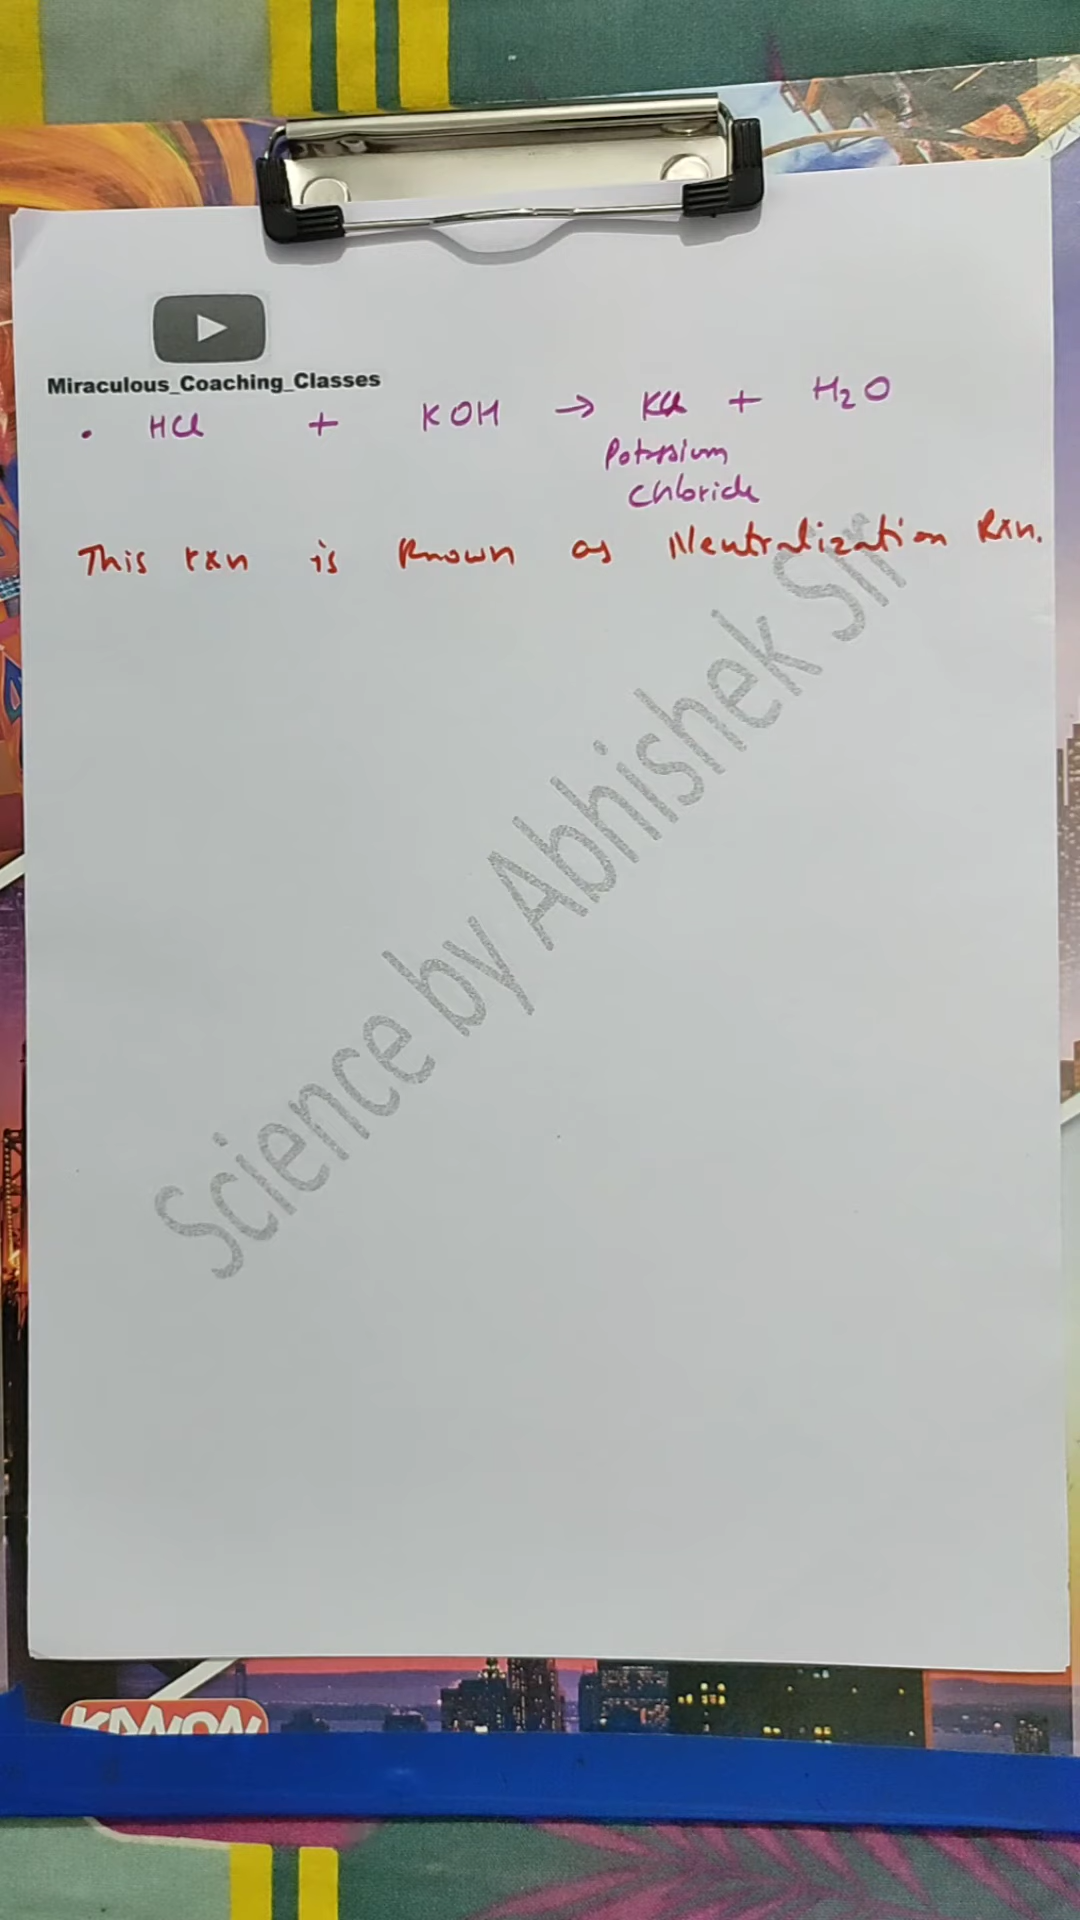 Miraculous_Coaching_Classes
• HCl + KOH → KCl + H₂O
Potassium
Chloride
This rxn is known as Neutralization Rxn.
Science by Abhishek Sir